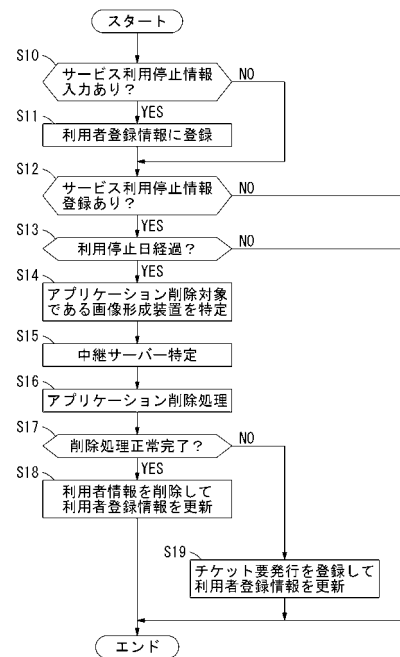 スタート
S10
サービス利用停止情報
入力あり？
NO
YES
S11
利用者登録情報に登録
S12
サービス利用停止情報
登録あり？
NO
YES
S13
利用停止日経過？
NO
YES
S14
アプリケーション削除対象
である画像形成装置を特定
S15
中継サーバー特定
S16
アプリケーション削除処理
S17
削除処理正常完了？
NO
YES
S18
利用者情報を削除して
利用者登録情報を更新
S19
チケット要発行を登録して
利用者登録情報を更新
エンド